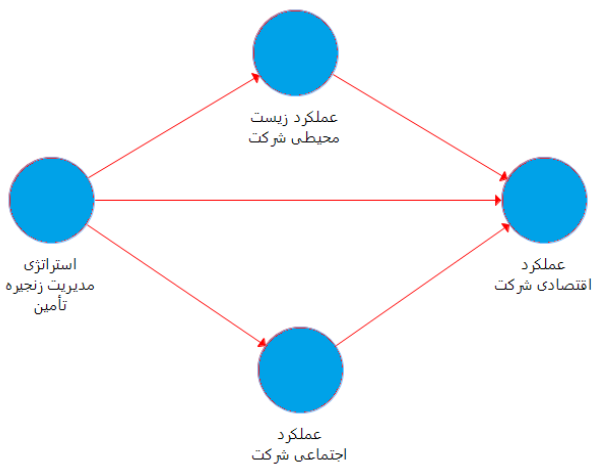 عملکرد زیست
محیطی شرکت
استراتژی
مدیریت زنجیره
تأمین
عملکرد
اقتصادی شرکت
عملکرد
اجتماعی شرکت